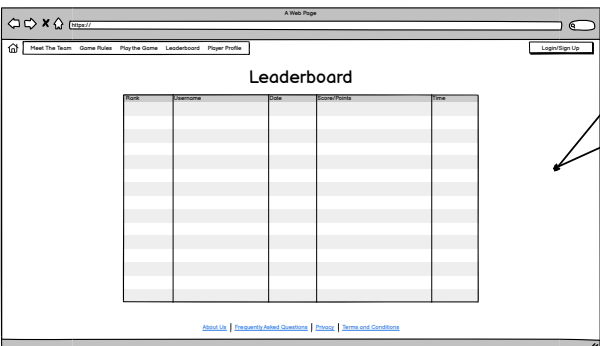 A Web Page
https://
Meet The Team Game Rules Play the Game Leaderboard Player Profile Login/Sign Up
Leaderboard
Rank Username Date Score/Points Time
About Us | Frequently Asked Questions | Privacy | Terms and Conditions